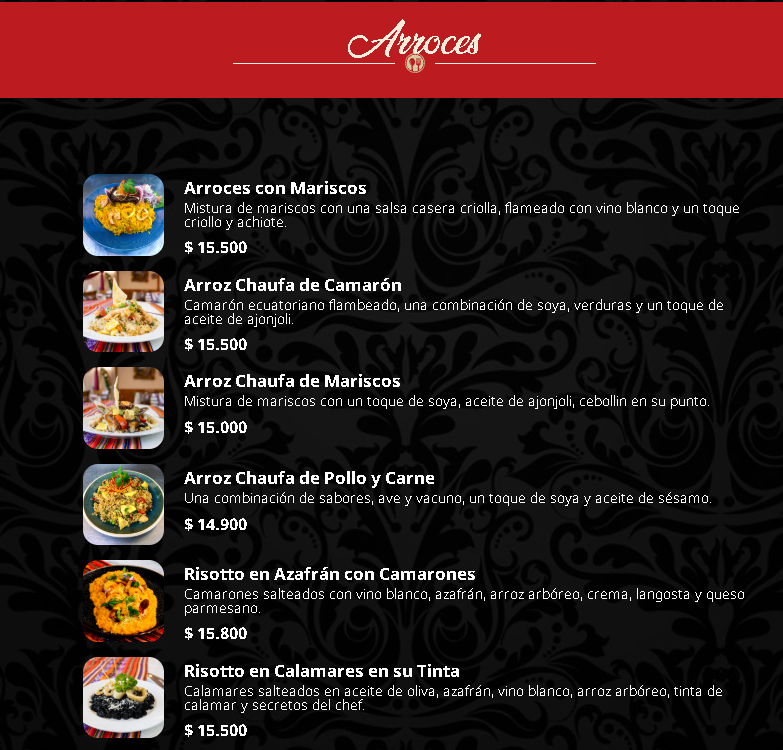 Arroces
Arroces con Mariscos
Mistura de mariscos con una salsa casera criolla, flameado con vino blanco y un toque
criollo y achiote.
$ 15.500
Arroz Chaufa de Camarón
Camarón ecuatoriano flambeado, una combinación de soya, verduras y un toque de
aceite de ajonjoli.
$ 15.500
Arroz Chaufa de Mariscos
Mistura de mariscos con un toque de soya, aceite de ajonjoli, cebollin en su punto.
$ 15.000
Arroz Chaufa de Pollo y Carne
Una combinación de sabores, ave y vacuno, un toque de soya y aceite de sésamo.
$ 14.900
Risotto en Azafrán con Camarones
Camarones salteados con vino blanco, azafrán, arroz arbóreo, crema, langosta y queso
parmesano.
$ 15.800
Risotto en Calamares en su Tinta
Calamares salteados en aceite de oliva, azafrán, vino blanco, arroz arbóreo, tinta de
calamar y secretos del chef.
$ 15.500